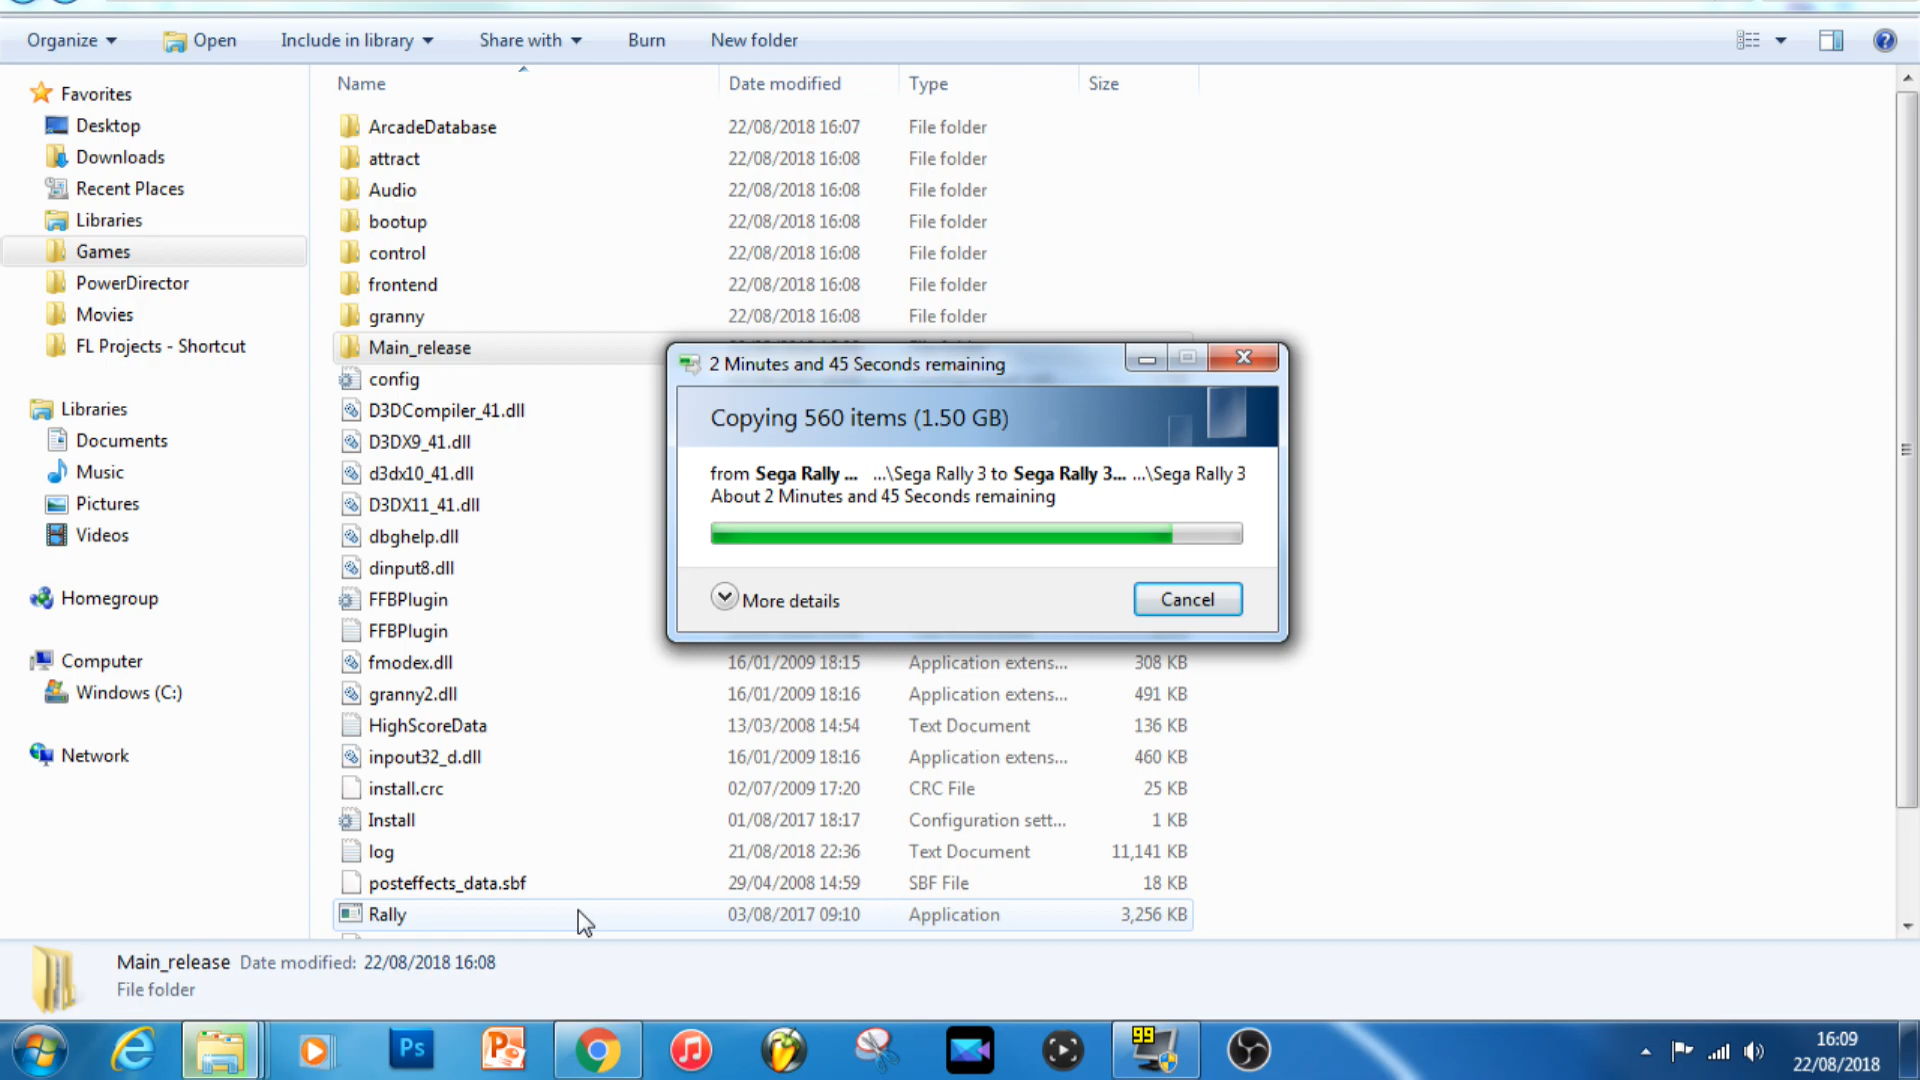 Organize Open Include in library Share with Burn New folder
Name Date modified Type Size
Favorites
Desktop
Downloads
Recent Places
Libraries
Games
PowerDirector
Movies
FL Projects - Shortcut
Libraries
Documents
Music
Pictures
Videos
Homegroup
Computer
Windows (C:)
Network
ArcadeDatabase 22/08/2018 16:07 File folder
attract 22/08/2018 16:08 File folder
Audio 22/08/2018 16:08 File folder
bootup 22/08/2018 16:08 File folder
control 22/08/2018 16:08 File folder
frontend 22/08/2018 16:08 File folder
granny 22/08/2018 16:08 File folder
Main_release
config
D3DCompiler_41.dll
D3DX9_41.dll
d3dx10_41.dll
D3DX11_41.dll
dbghelp.dll
dinput8.dll
FFBPlugin
FFBPlugin
fmodex.dll 16/01/2009 18:15 Application extens... 308 KB
granny2.dll 16/01/2009 18:16 Application extens... 491 KB
HighScoreData 13/03/2008 14:54 Text Document 136 KB
inpout32_d.dll 16/01/2009 18:16 Application extens... 460 KB
install.crc 02/07/2009 17:20 CRC File 25 KB
Install 01/08/2017 18:17 Configuration sett... 1 KB
log 21/08/2018 22:36 Text Document 11,141 KB
posteffects_data.sbf 29/04/2008 14:59 SBF File 18 KB
Rally 03/08/2017 09:10 Application 3,256 KB
2 Minutes and 45 Seconds remaining
Copying 560 items (1.50 GB)
from Sega Rally ... ...\Sega Rally 3 to Sega Rally 3... ...\Sega Rally 3
About 2 Minutes and 45 Seconds remaining
More details Cancel
Main_release Date modified: 22/08/2018 16:08
File folder
Ps
99
16:09
22/08/2018